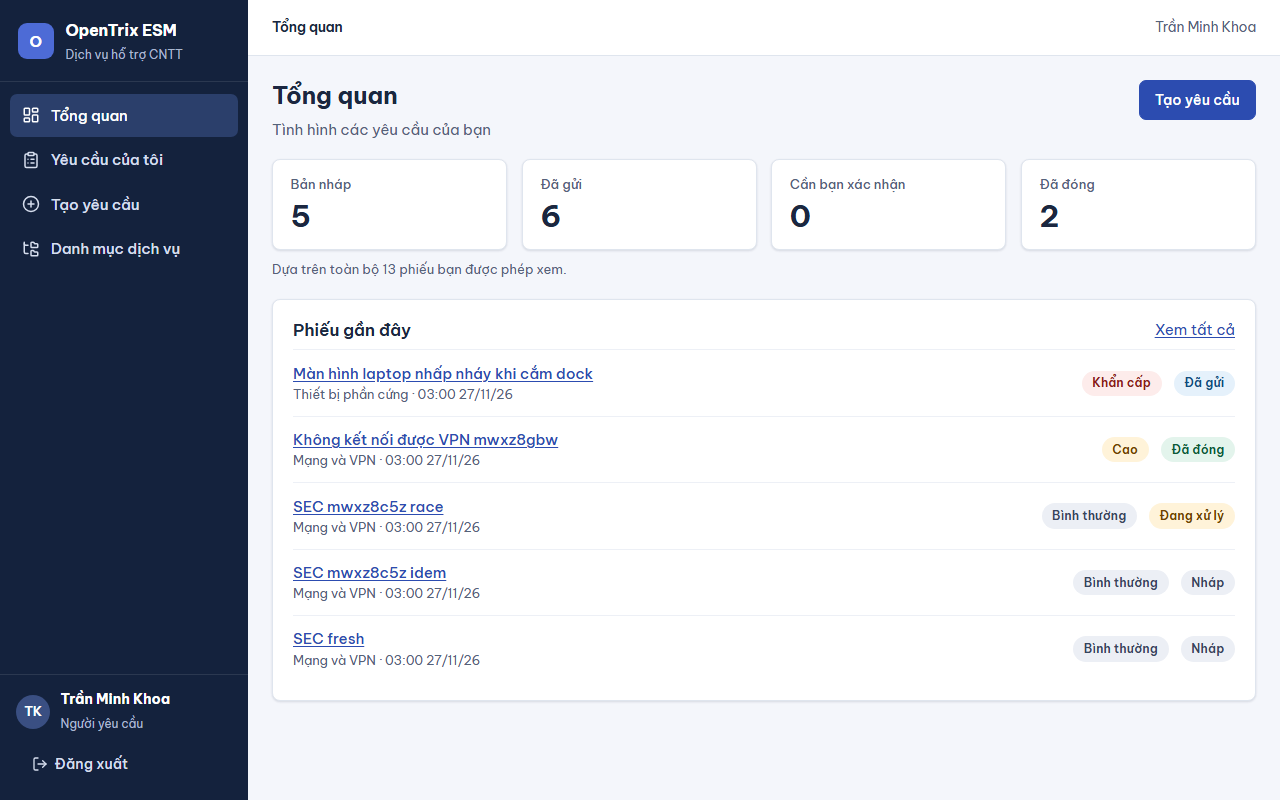 OpenTrix ESM
Dịch vụ hỗ trợ CNTT
Tổng quan
Yêu cầu của tôi
Tạo yêu cầu
Danh mục dịch vụ
TK
Trần MInh Khoa
Người yêu cầu
Đăng xuất
Tổng quan
Trần Minh Khoa
Tổng quan
Tình hình các yêu cầu của bạn
Tạo yêu cầu
Bản nháp
5
Đã gửi
6
Cần bạn xác nhận
0
Đã đóng
2
Dựa trên toàn bộ 13 phiếu bạn được phép xem.
Phiếu gần đây
Xem tất cả
Màn hình laptop nhấp nháy khi cắm dock
Thiết bị phần cứng · 03:00 27/11/26
Khẩn cấp
Đã gửi
Không kết nối được VPN mwxz8gbw
Mạng và VPN · 03:00 27/11/26
Cao
Đã đóng
SEC mwxz8c5z race
Mạng và VPN · 03:00 27/11/26
Bình thường
Đang xử lý
SEC mwxz8c5z idem
Mạng và VPN · 03:00 27/11/26
Bình thường
Nháp
SEC fresh
Mạng và VPN · 03:00 27/11/26
Bình thường
Nháp